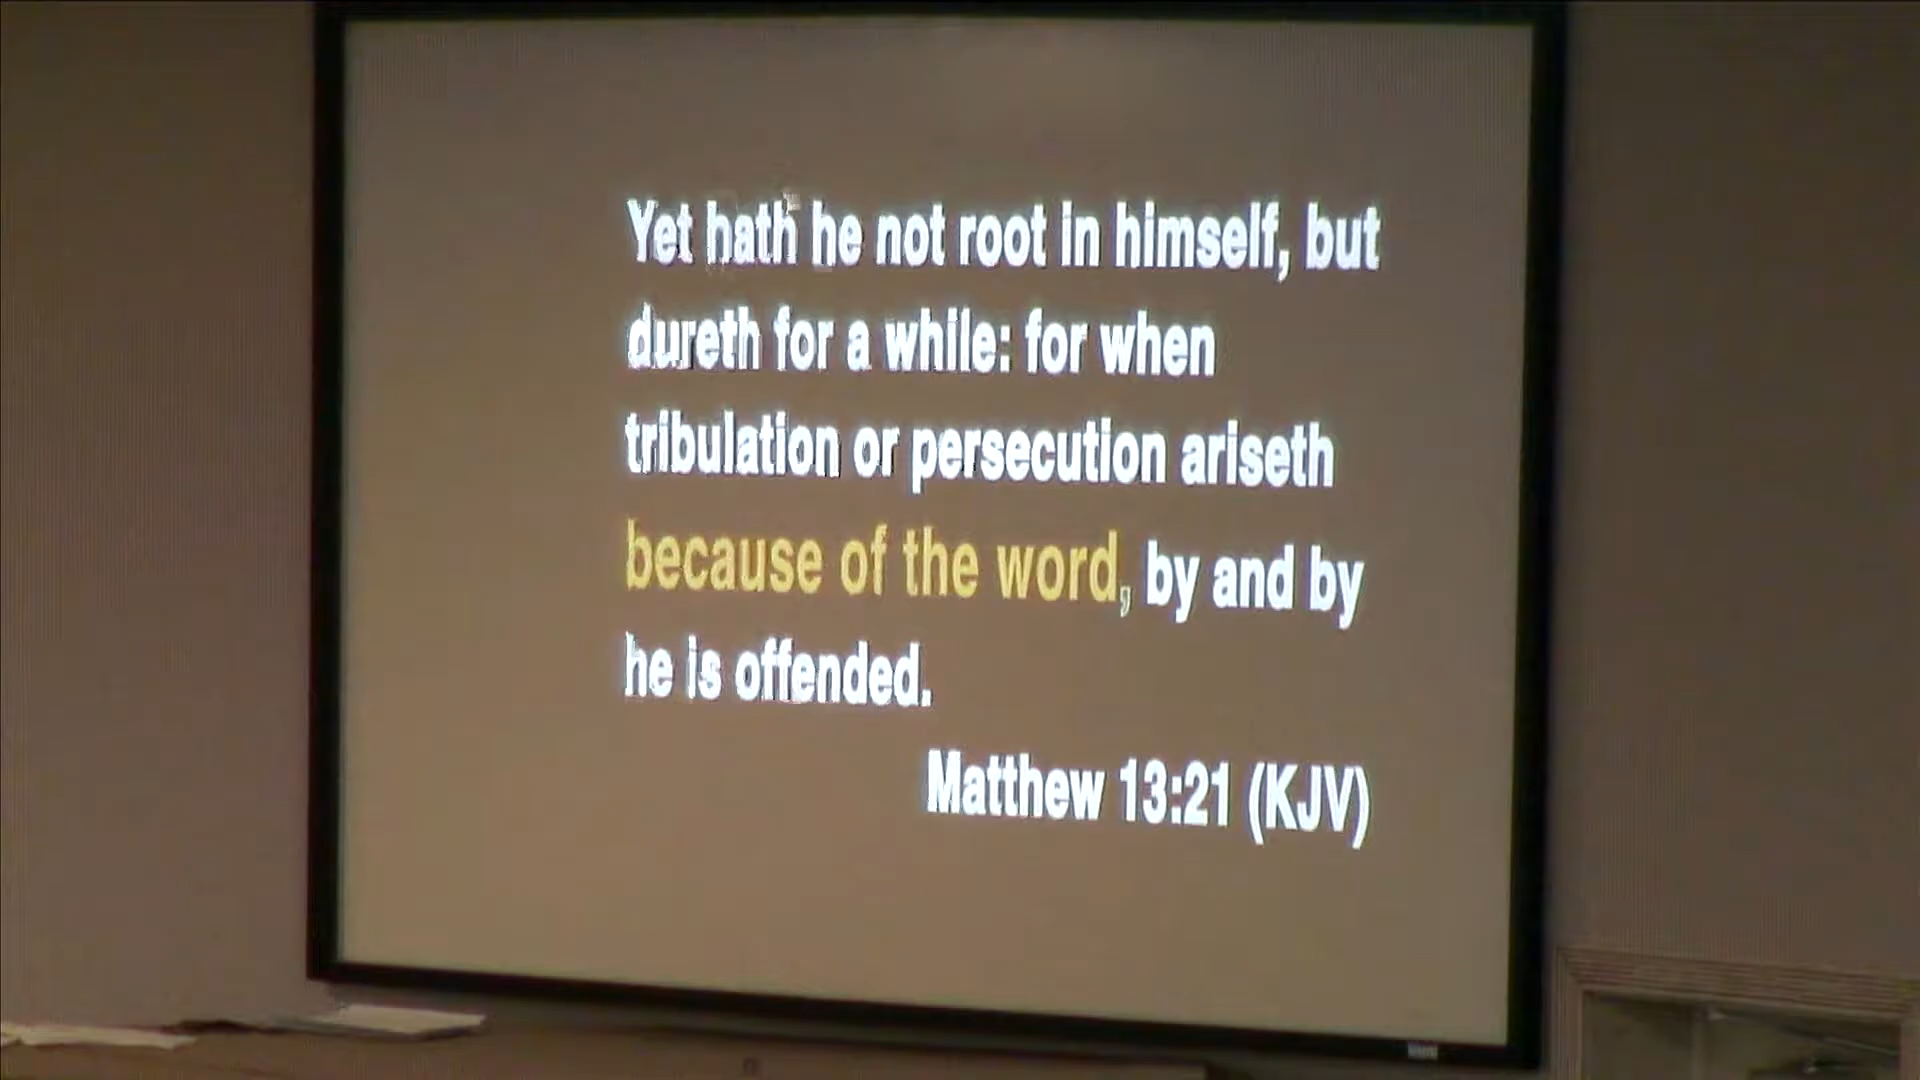 Yet hath he not root in himself, but
dureth for a while: for when
tribulation or persecution ariseth
because of the word, by and by
he is offended.
Matthew 13:21 (KJV)